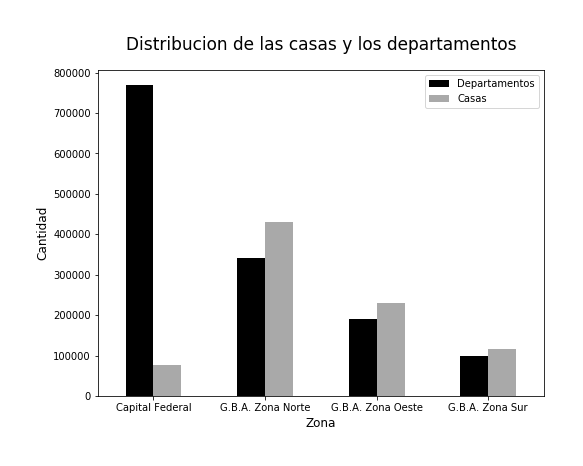 Distribucion de las casas y los departamentos
Departamentos
Casas
800000
700000
600000
500000
400000
300000
200000
100000
0
Cantidad
Capital Federal
G.B.A. Zona Norte
G.B.A. Zona Oeste
G.B.A. Zona Sur
Zona